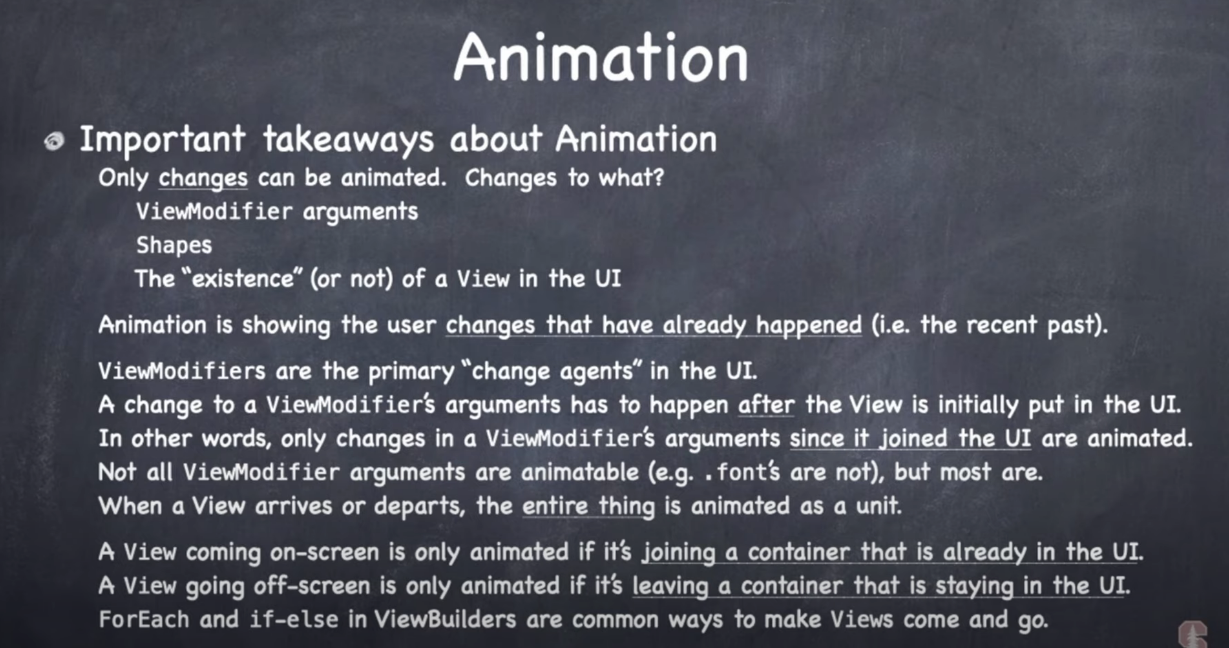 Animation
Important takeaways about Animation
Only changes can be animated. Changes to what?
ViewModifier arguments
Shapes
The “existence” (or not) of a View in the UI
Animation is showing the user changes that have already happened (i.e. the recent past).
ViewModifiers are the primary “change agents” in the UI.
A change to a ViewModifier’s arguments has to happen after the View is initially put in the UI.
In other words, only changes in a ViewModifier’s arguments since it joined the UI are animated.
Not all ViewModifier arguments are animatable (e.g. .font’s are not), but most are.
When a View arrives or departs, the entire thing is animated as a unit.
A View coming on-screen is only animated if it’s joining a container that is already in the UI.
A View going off-screen is only animated if it’s leaving a container that is staying in the UI.
ForEach and if-else in ViewBuilders are common ways to make Views come and go.